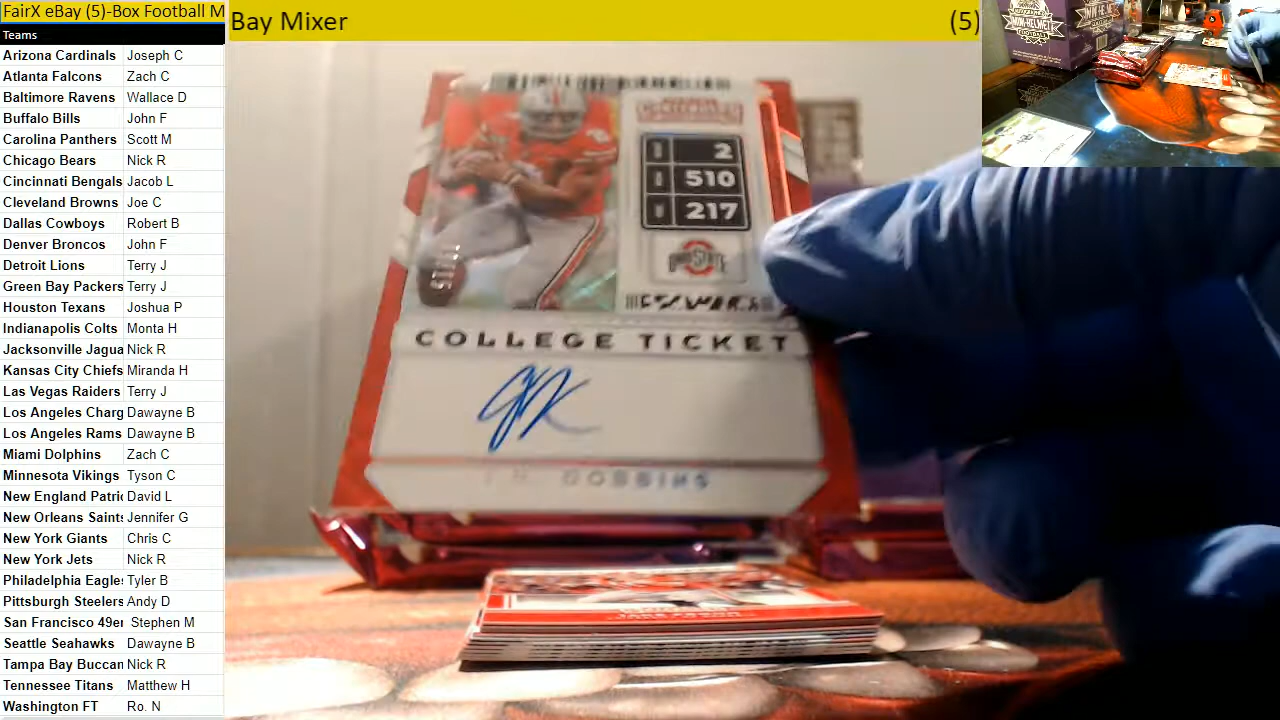 FairX eBay (5)-Box Football M
Bay Mixer (5)
Teams
Arizona Cardinals Joseph C
Atlanta Falcons Zach C
Baltimore Ravens Wallace D
Buffalo Bills John F
Carolina Panthers Scott M
Chicago Bears Nick R
Cincinnati Bengals Jacob L
Cleveland Browns Joe C
Dallas Cowboys Robert B
Denver Broncos John F
Detroit Lions Terry J
Green Bay Packers Terry J
Houston Texans Joshua P
Indianapolis Colts Monta H
Jacksonville Jagua Nick R
Kansas City Chiefs Miranda H
Las Vegas Raiders Terry J
Los Angeles Charg Dawayne B
Los Angeles Rams Dawayne B
Miami Dolphins Zach C
Minnesota Vikings Tyson C
New England Patri David L
New Orleans Saint Jennifer G
New York Giants Chris C
New York Jets Nick R
Philadelphia Eagle Tyler B
Pittsburgh Steelers Andy D
San Francisco 49er Stephen M
Seattle Seahawks Dawayne B
Tampa Bay Buccan Nick R
Tennessee Titans Matthew H
Washington FT Ro. N
2
510
217
OHIO STATE
COLLEGE TICKET
J.K. DOBBINS